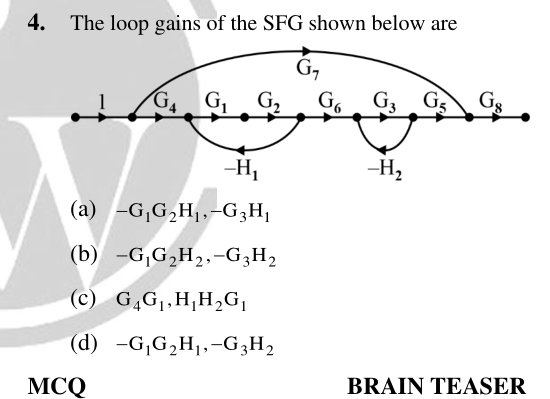 4. The loop gains of the SFG shown below are
G₇
1 G₄ G₁ G₂ G₆ G₃ G₅ G₈
–H₁ –H₂
(a) –G₁G₂H₁,–G₃H₁
(b) –G₁G₂H₂,–G₃H₂
(c) G₄G₁,H₁H₂G₁
(d) –G₁G₂H₁,–G₃H₂
MCQ BRAIN TEASER